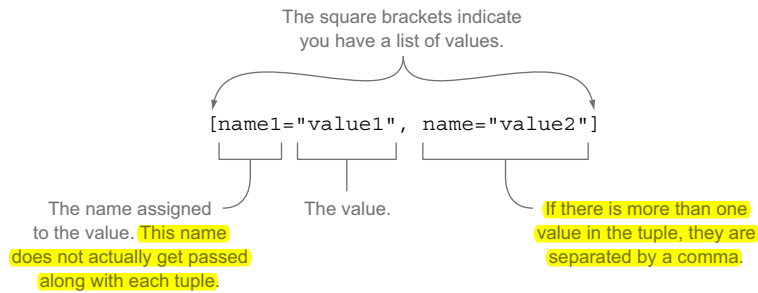 The square brackets indicate
you have a list of values.
[name1="value1", name="value2"]
The name assigned
to the value. This name
does not actually get passed
along with each tuple.
The value.
If there is more than one
value in the tuple, they are
separated by a comma.